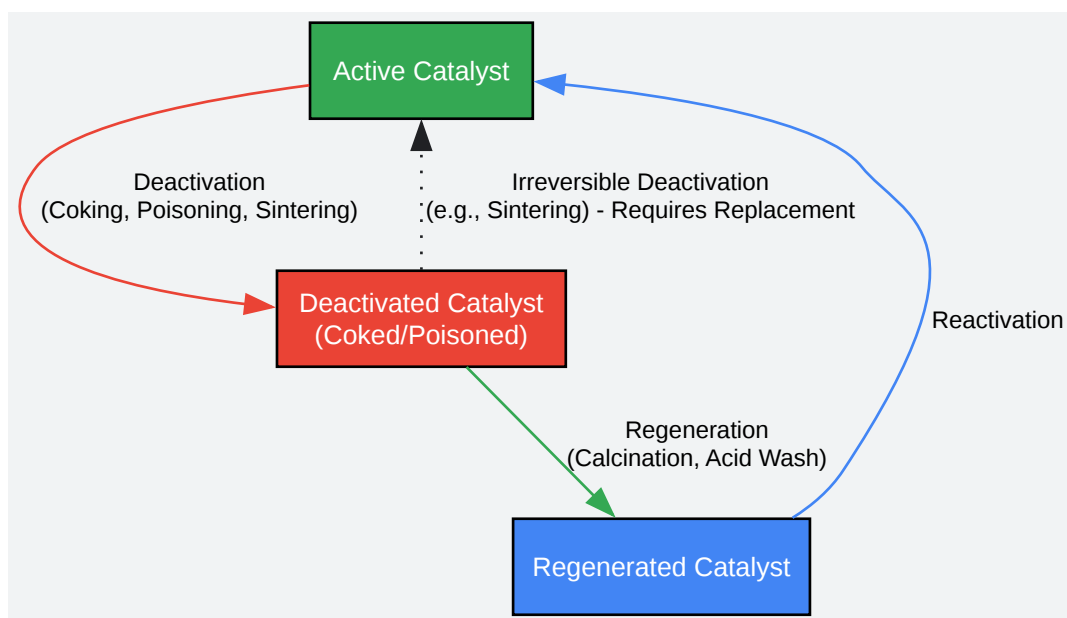 Active Catalyst
Deactivation
(Coking, Poisoning, Sintering)
Irreversible Deactivation
(e.g., Sintering) - Requires Replacement
Deactivated Catalyst
(Coked/Poisoned)
Reactivation
Regeneration
(Calcination, Acid Wash)
Regenerated Catalyst